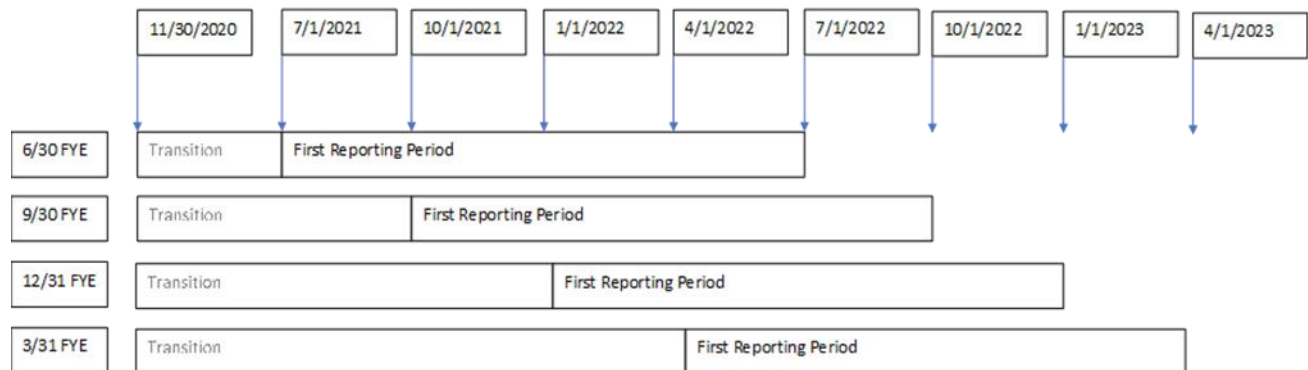 11/30/2020 7/1/2021 10/1/2021 1/1/2022 4/1/2022 7/1/2022 10/1/2022 1/1/2023 4/1/2023
6/30 FYE Transition First Reporting Period
9/30 FYE Transition First Reporting Period
12/31 FYE Transition First Reporting Period
3/31 FYE Transition First Reporting Period